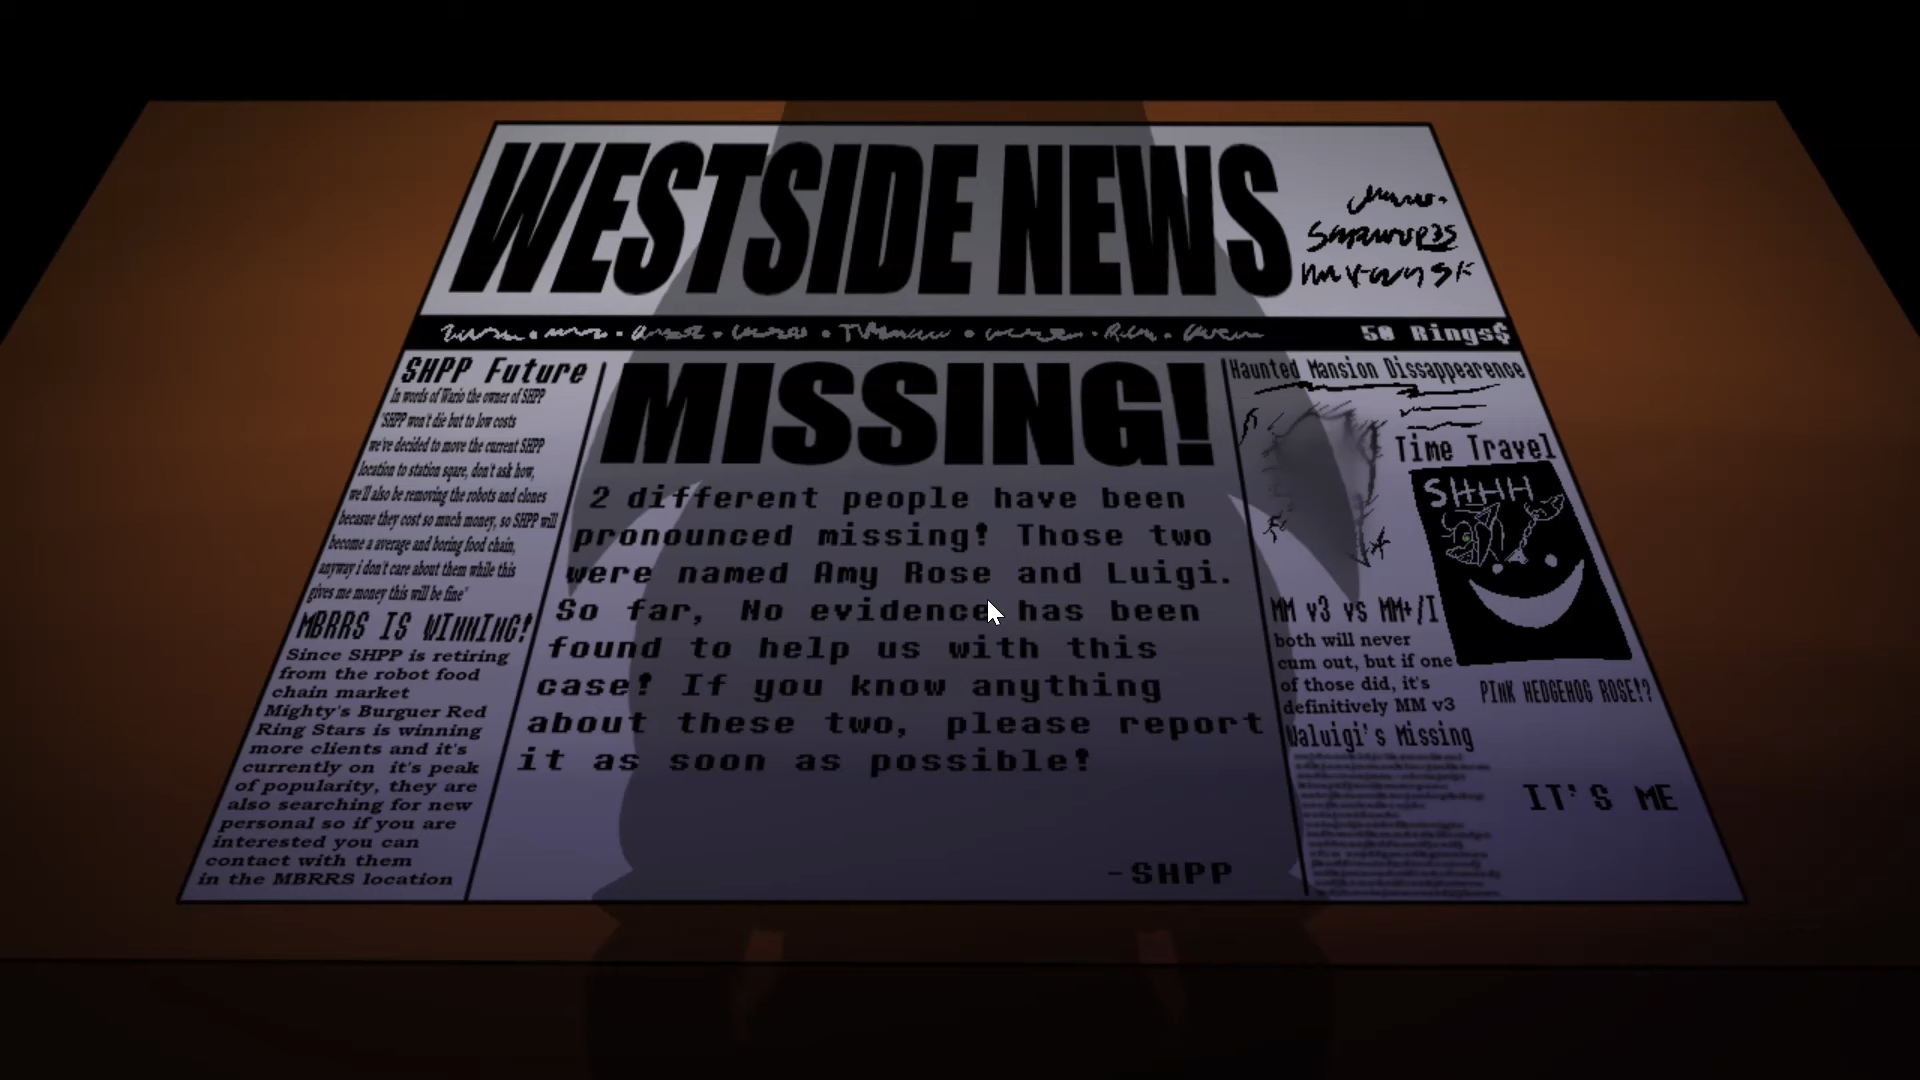 WESTSIDE NEWS
50 Rings$
SHPP Future
In words of Wario the owner of SHPP
'SHPP won't die but to low costs
we've decided to move the current SHPP
location to station sqare, don't ask how,
we'll also be removing the robots and clones
becasue they cost so much money, so SHPP will
become a average and boring food chain,
anyway i don't care about them while this
gives me money this will be fine'
MBRRS IS WINNING!
Since SHPP is retiring
from the robot food
chain market
Mighty's Burguer Red
Ring Stars is winning
more clients and it's
currently on it's peak
of popularity, they are
also searching for new
personal so if you are
interested you can
contact with them
in the MBRRS location
MISSING!
2 different people have been
pronounced missing! Those two
were named Amy Rose and Luigi.
So far, No evidence has been
found to help us with this
case! If you know anything
about these two, please report
it as soon as possible!
-SHPP
Haunted Mansion Dissappearence
Time Travel
SHHH
MM v3 vs MM+/I
both will never
cum out, but if one
of those did, it's
definitively MM v3
PINK HEDGEHOG ROSE!?
Waluigi's Missing
IT'S ME